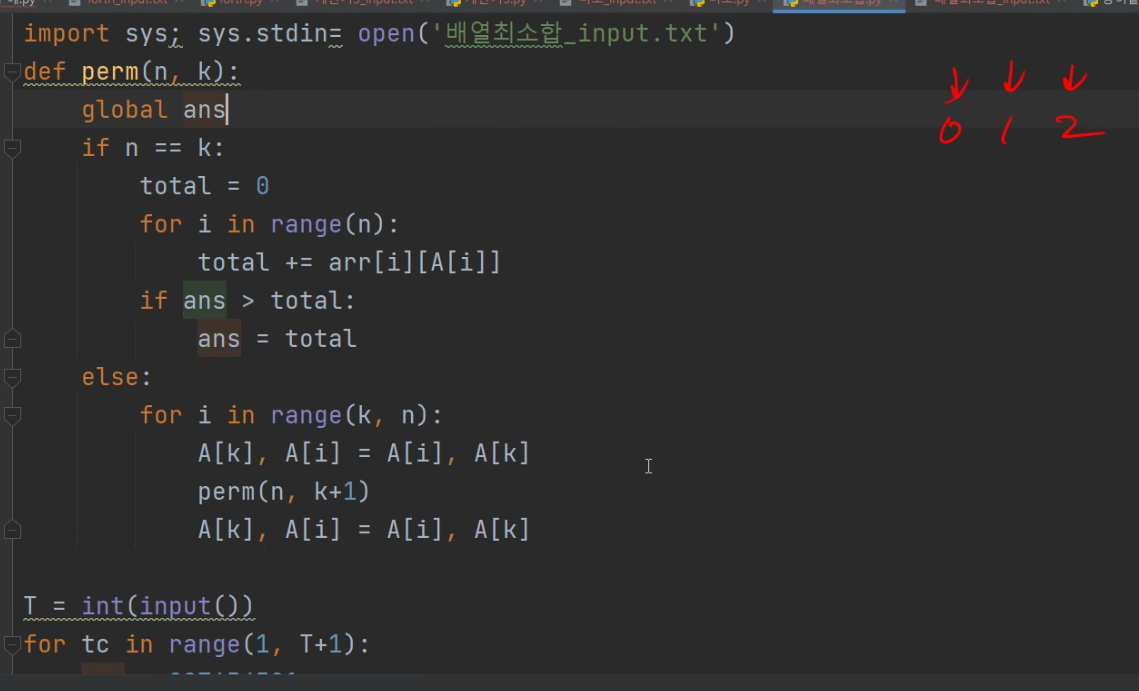 import sys; sys.stdin= open('배열최소합_input.txt')
def perm(n, k):
global ans
if n == k:
total = 0
for i in range(n):
total += arr[i][A[i]]
if ans > total:
ans = total
else:
for i in range(k, n):
A[k], A[i] = A[i], A[k]
perm(n, k+1)
A[k], A[i] = A[i], A[k]
T = int(input())
for tc in range(1, T+1):
0 1 2